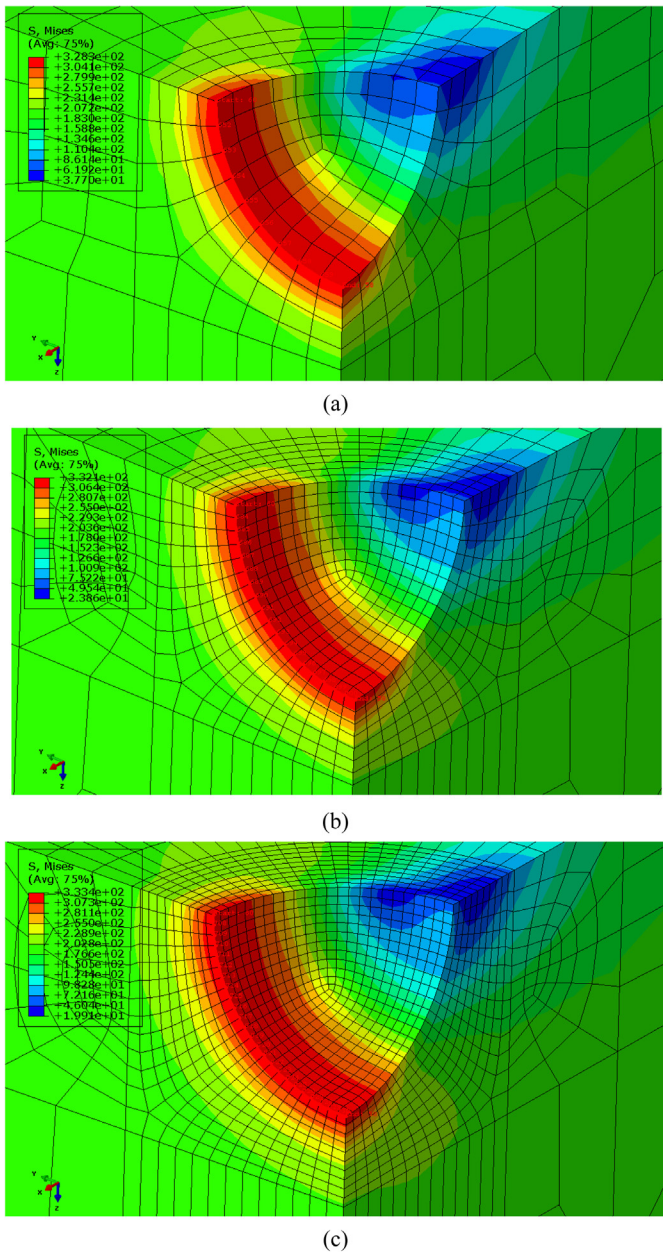 S, Mises
(Avg: 75%)
+3.283e+02
+3.041e+02
+2.799e+02
+2.557e+02
+2.314e+02
+2.072e+02
+1.830e+02
+1.588e+02
+1.346e+02
+1.104e+02
+8.614e+01
+6.192e+01
+3.770e+01
Y
X
Z
(a)
S, Mises
(Avg: 75%)
+3.321e+02
+3.064e+02
+2.807e+02
+2.550e+02
+2.293e+02
+2.036e+02
+1.780e+02
+1.523e+02
+1.266e+02
+1.009e+02
+7.522e+01
+4.954e+01
+2.386e+01
Y
X
Z
(b)
S, Mises
(Avg: 75%)
+3.334e+02
+3.073e+02
+2.811e+02
+2.550e+02
+2.289e+02
+2.028e+02
+1.766e+02
+1.505e+02
+1.244e+02
+9.828e+01
+7.216e+01
+4.604e+01
+1.991e+01
Y
X
Z
(c)